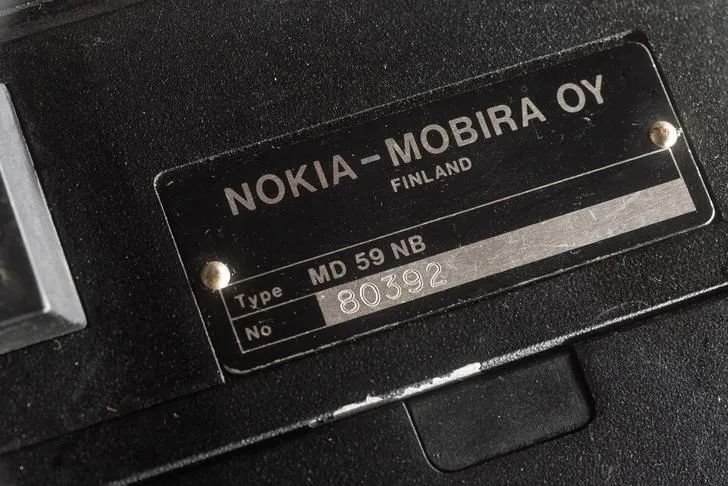 NOKIA-MOBIRA OY
FINLAND
Type MD 59 NB
No 80392